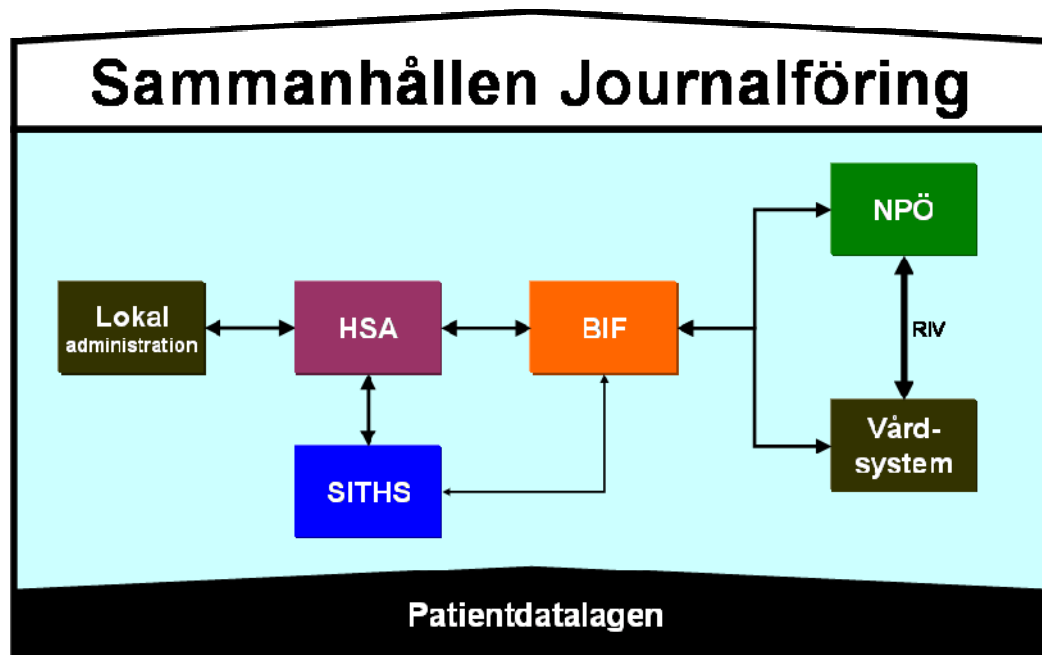 Sammanhållen Journalföring
NPÖ
Lokal
administration
HSA
BIF
RIV
Vård-
system
SITHS
Patientdatalagen